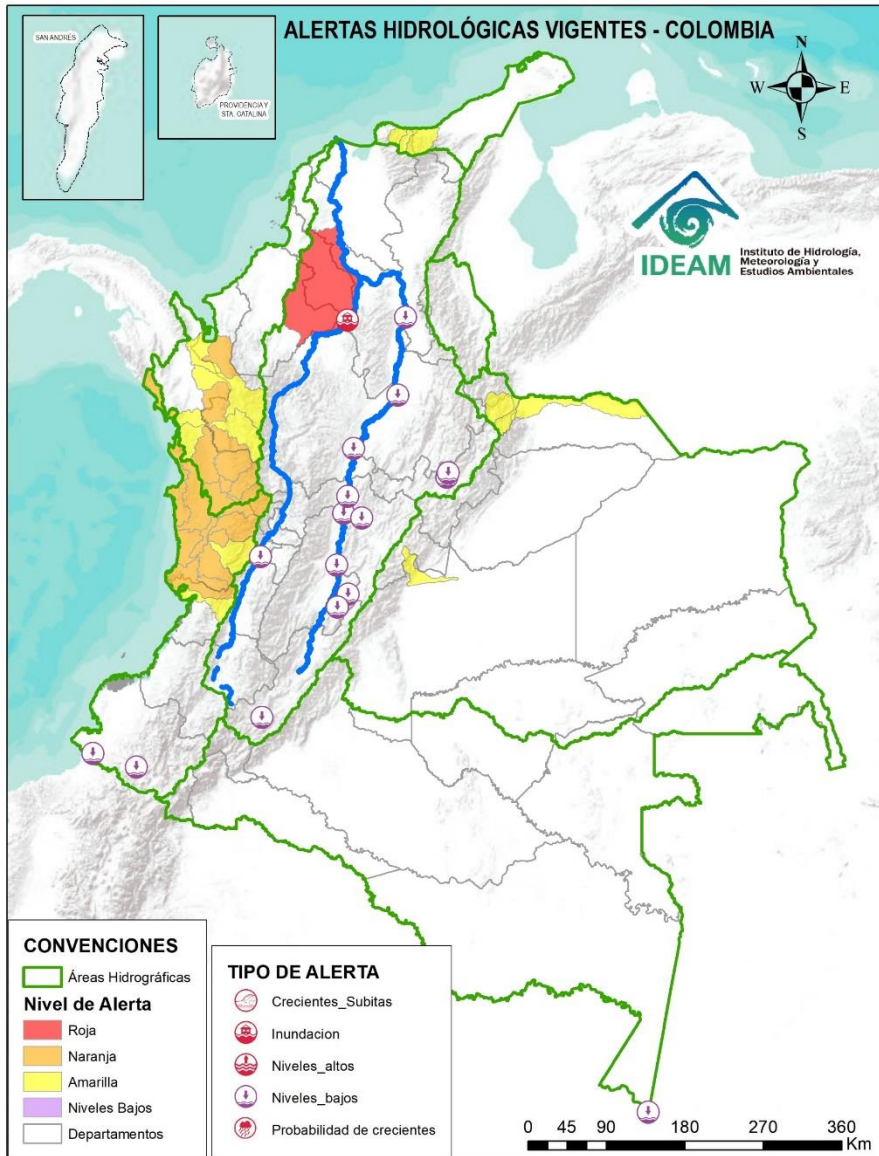 SAN ANDRÉS
PROVIDENCIA Y
STA. CATALINA
ALERTAS HIDROLÓGICAS VIGENTES - COLOMBIA
N
W
E
S
IDEAM
Instituto de Hidrología,
Meteorología y
Estudios Ambientales
CONVENCIONES
Áreas Hidrográficas
Nivel de Alerta
Roja
Naranja
Amarilla
Niveles Bajos
Departamentos
TIPO DE ALERTA
Crecientes_Subitas
Inundacion
Niveles_altos
Niveles_bajos
Probabilidad de crecientes
0 45 90 180 270 360
Km